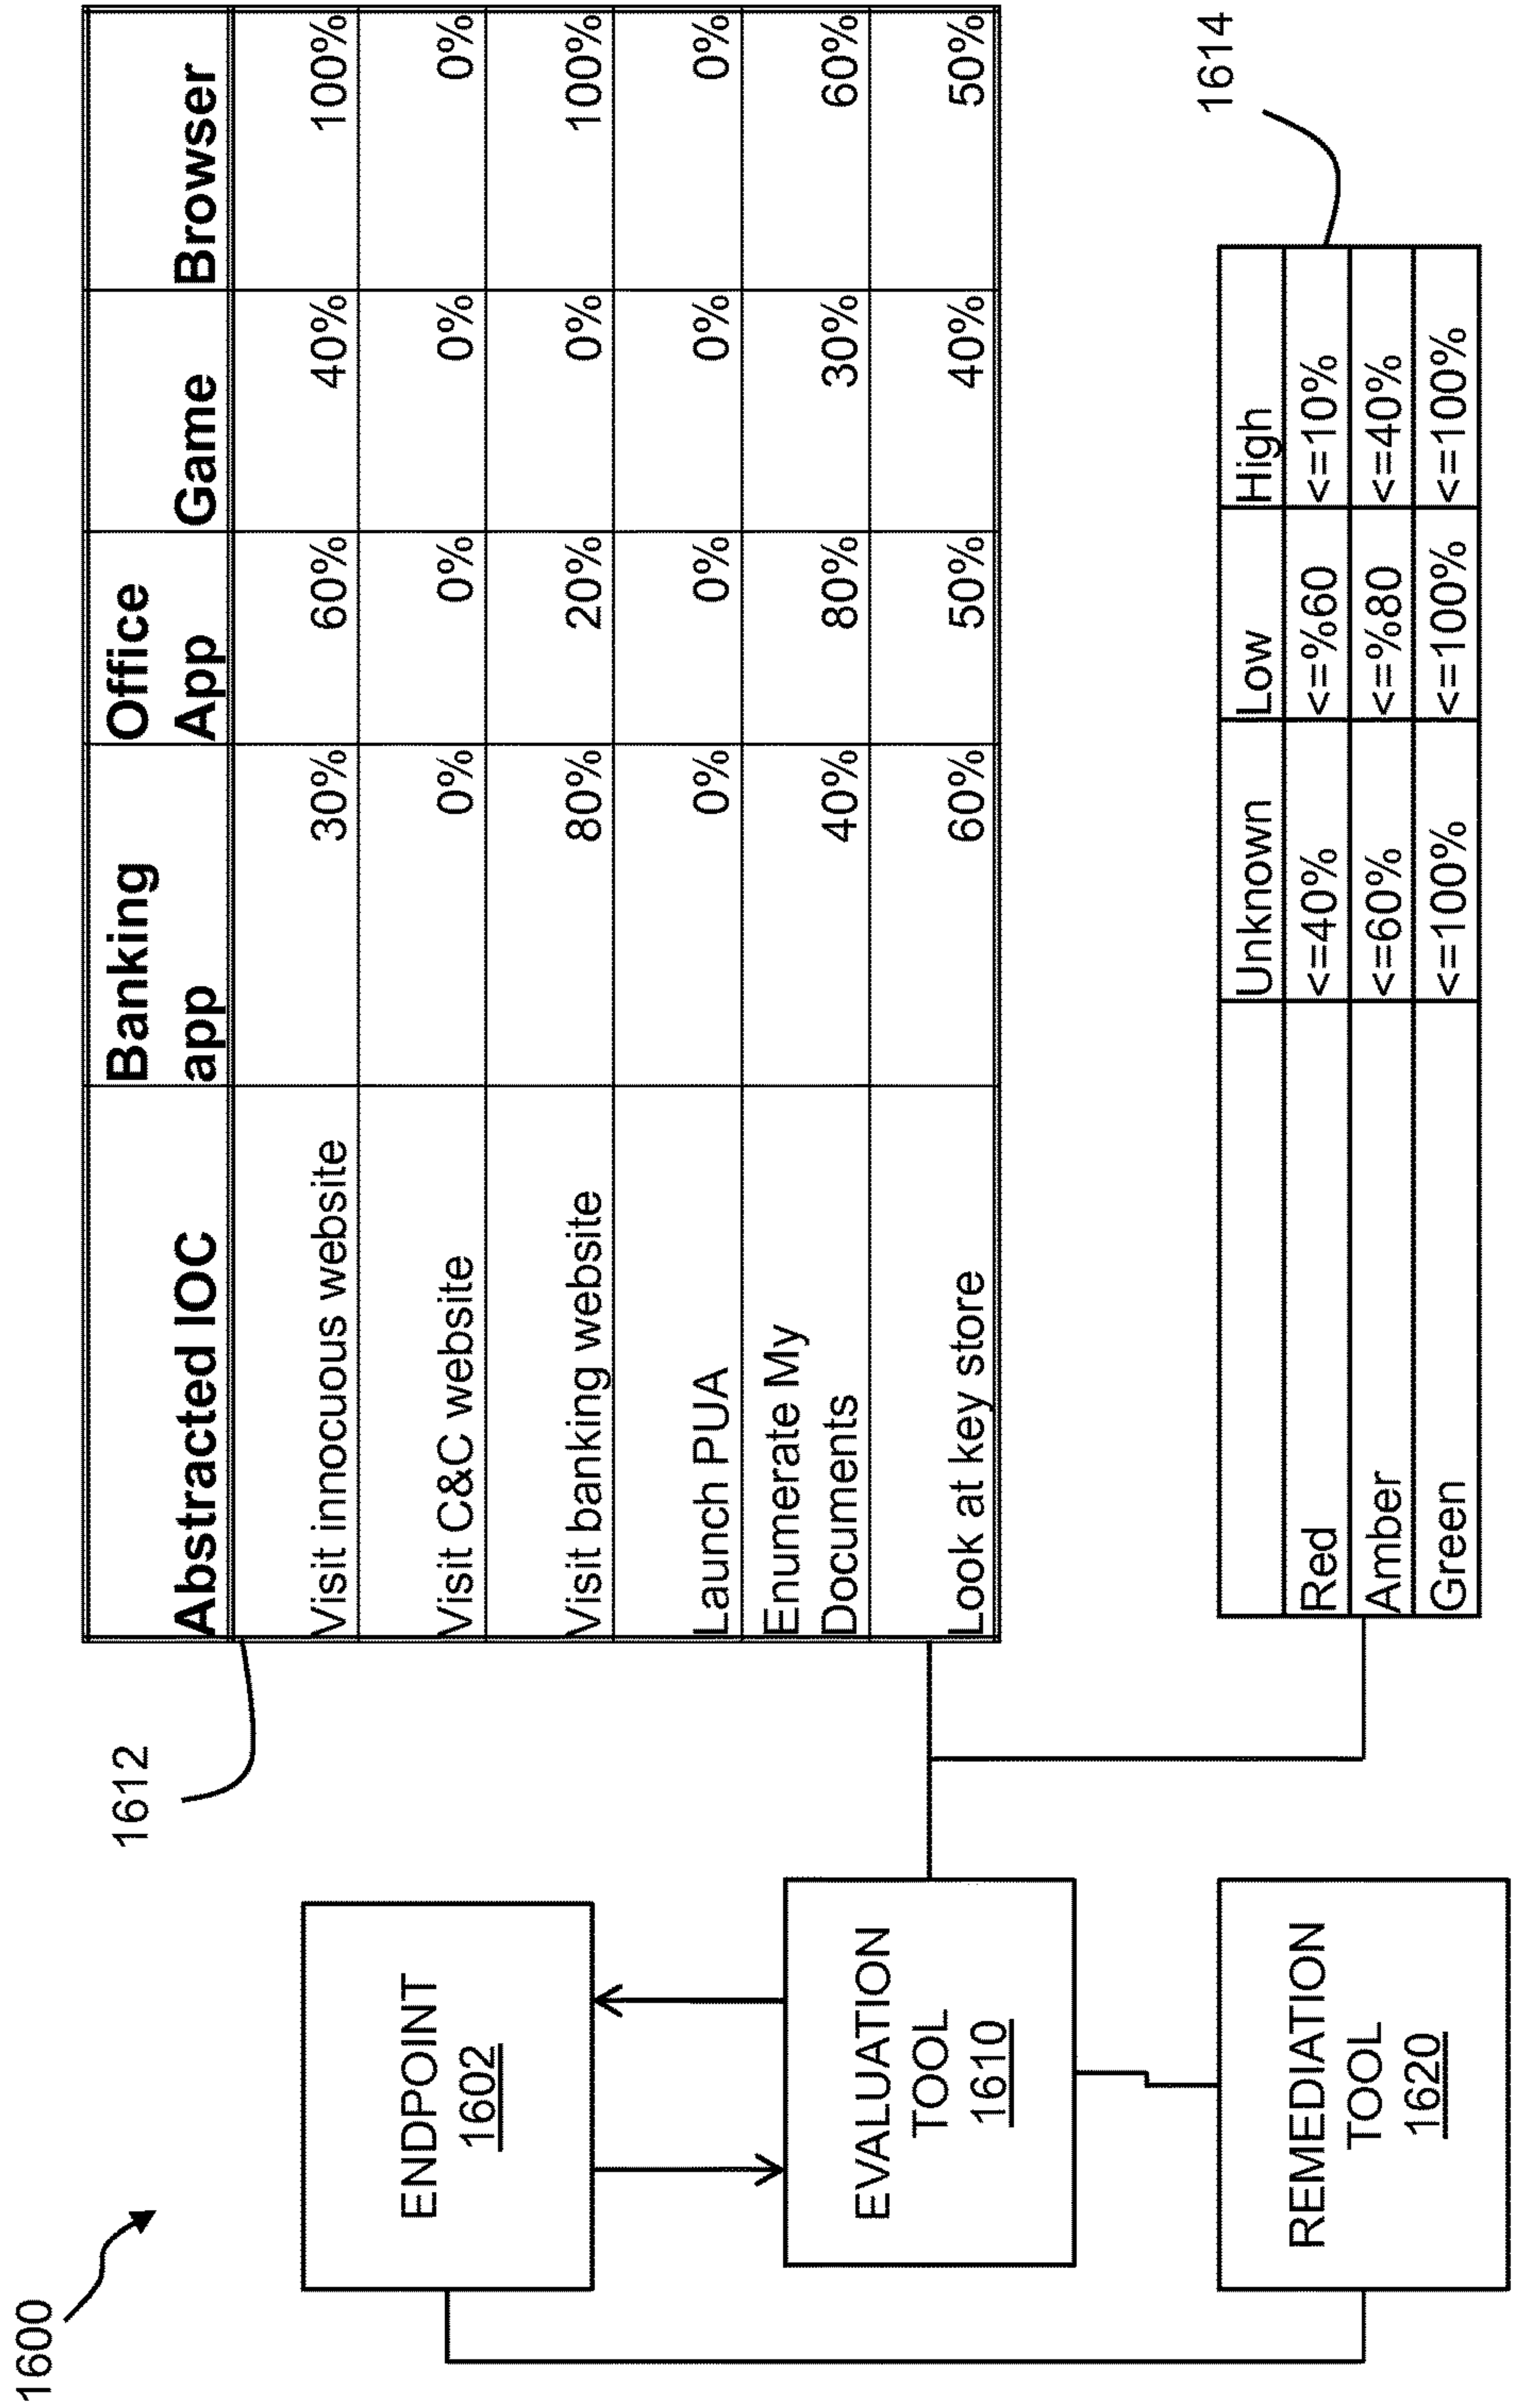 1600
ENDPOINT
1602
EVALUATION
TOOL
1610
REMEDIATION
TOOL
1620
1612
Abstracted IOC Banking app Office App Game Browser
Visit innocuous website 30% 60% 40% 100%
Visit C&C website 0% 0% 0% 0%
Visit banking website 80% 20% 0% 100%
Launch PUA 0% 0% 0% 0%
Enumerate My
Documents 40% 80% 30% 60%
Look at key store 60% 50% 40% 50%
1614
Unknown Low High
Red <=40% <=%60 <=10%
Amber <=60% <=%80 <=40%
Green <=100% <=100% <=100%